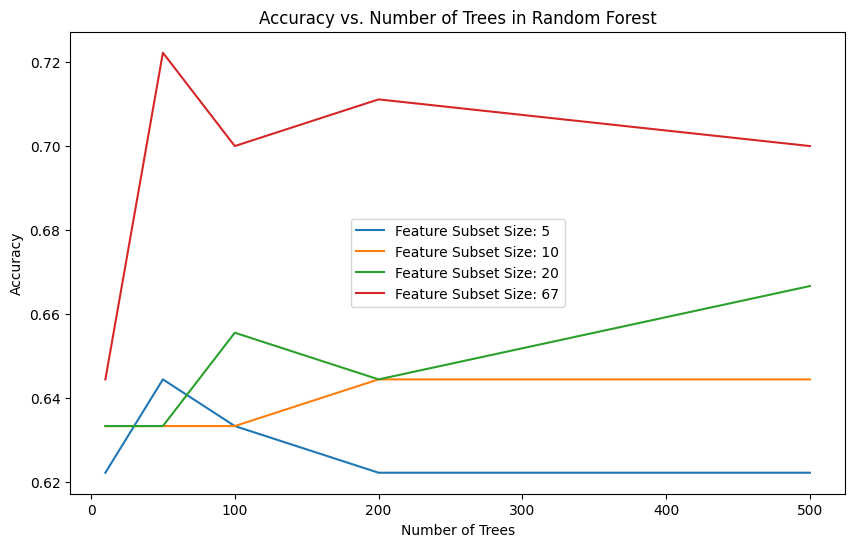 Accuracy vs. Number of Trees in Random Forest
0.72
0.70
0.68
0.66
0.64
0.62
Accuracy
Feature Subset Size: 5
Feature Subset Size: 10
Feature Subset Size: 20
Feature Subset Size: 67
0
100
200
300
400
500
Number of Trees